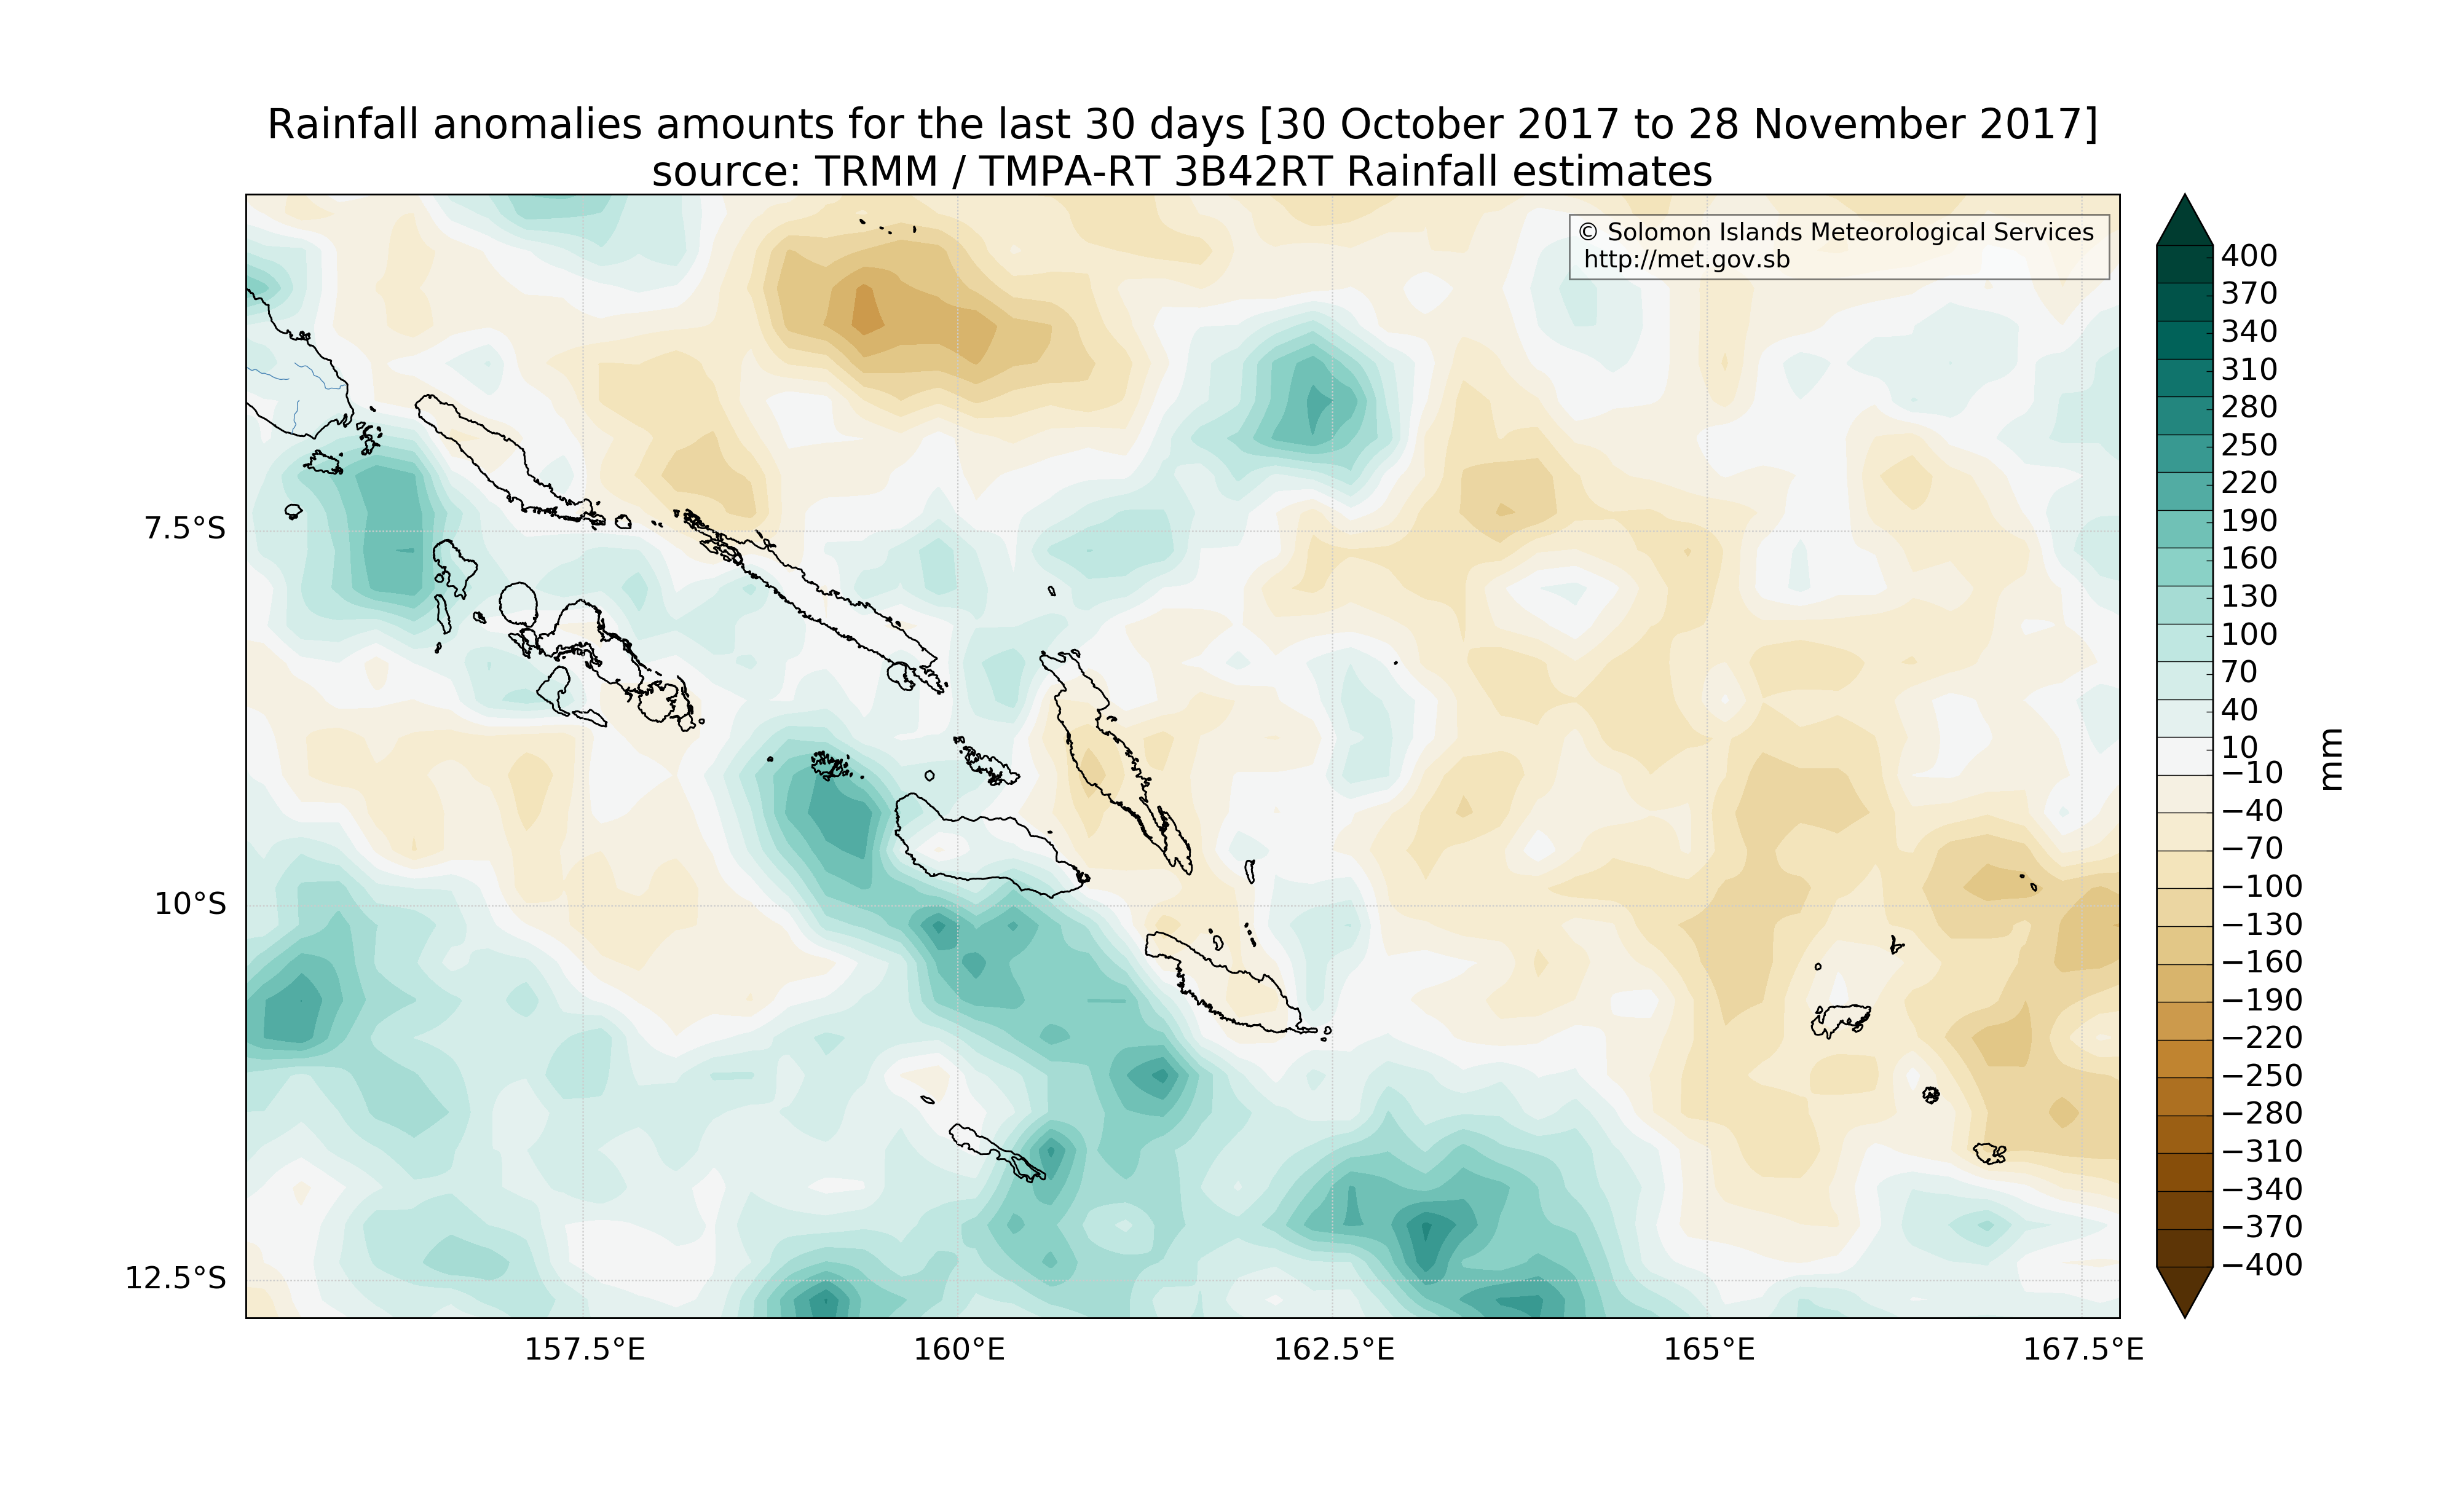 Rainfall anomalies amounts for the last 30 days [30 October 2017 to 28 November 2017]
source: TRMM / TMPA-RT 3B42RT Rainfall estimates
© Solomon Islands Meteorological Services
http://met.gov.sb
7.5°S
10°S
12.5°S
157.5°E
160°E
162.5°E
165°E
167.5°E
400
370
340
310
280
250
220
190
160
130
100
70
40
10
−10
−40
−70
−100
−130
−160
−190
−220
−250
−280
−310
−340
−370
−400
mm